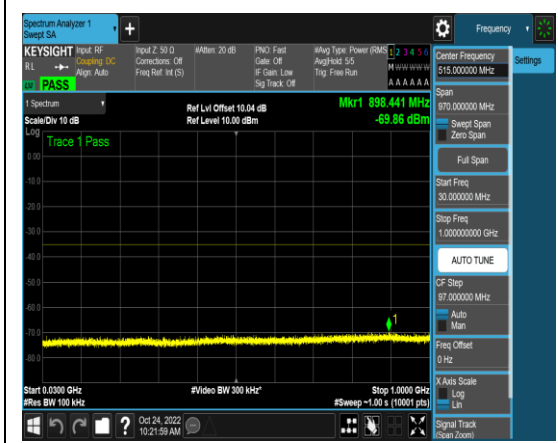 Spectrum Analyzer 1
Swept SA
+
Frequency
KEYSIGHT
Input: RF
Input Z: 50 Ω
#Atten: 20 dB
PNO: Fast
#Avg Type: Power (RMS
1 2 3 4 5 6
RL
Coupling: DC
Corrections: Off
Gate: Off
Avg|Hold: 5/5
M W W W W W
Align: Auto
Freq Ref: Int (S)
IF Gain: Low
Trig: Free Run
Sig Track: Off
A A A A A A
PASS
1 Spectrum
Ref Lvl Offset 10.04 dB
Mkr1 898.441 MHz
Scale/Div 10 dB
Ref Level 10.00 dBm
-69.86 dBm
Log
Trace 1 Pass
0.00
-10.0
-20.0
-30.0
-40.0
-50.0
-60.0
-70.0
-80.0
1
Start 0.0300 GHz
#Video BW 300 kHz*
Stop 1.0000 GHz
#Res BW 100 kHz
#Sweep ~1.00 s (10001 pts)
?
Oct 24, 2022
10:21:59 AM
Center Frequency
515.000000 MHz
Settings
Span
970.000000 MHz
Swept Span
Zero Span
Full Span
Start Freq
30.000000 MHz
Stop Freq
1.000000000 GHz
AUTO TUNE
CF Step
97.000000 MHz
Auto
Man
Freq Offset
0 Hz
X Axis Scale
Log
Lin
Signal Track
(Span Zoom)